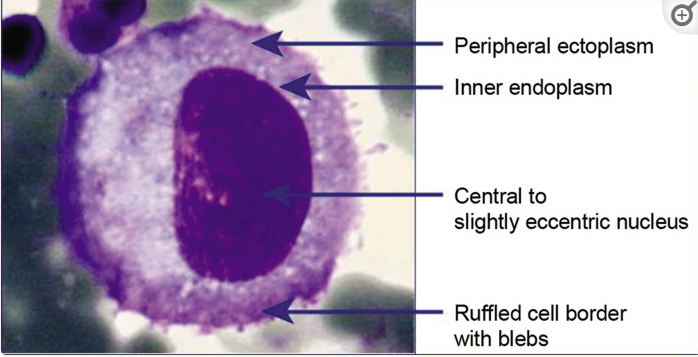 Peripheral ectoplasm
Inner endoplasm
Central to
slightly eccentric nucleus
Ruffled cell border
with blebs